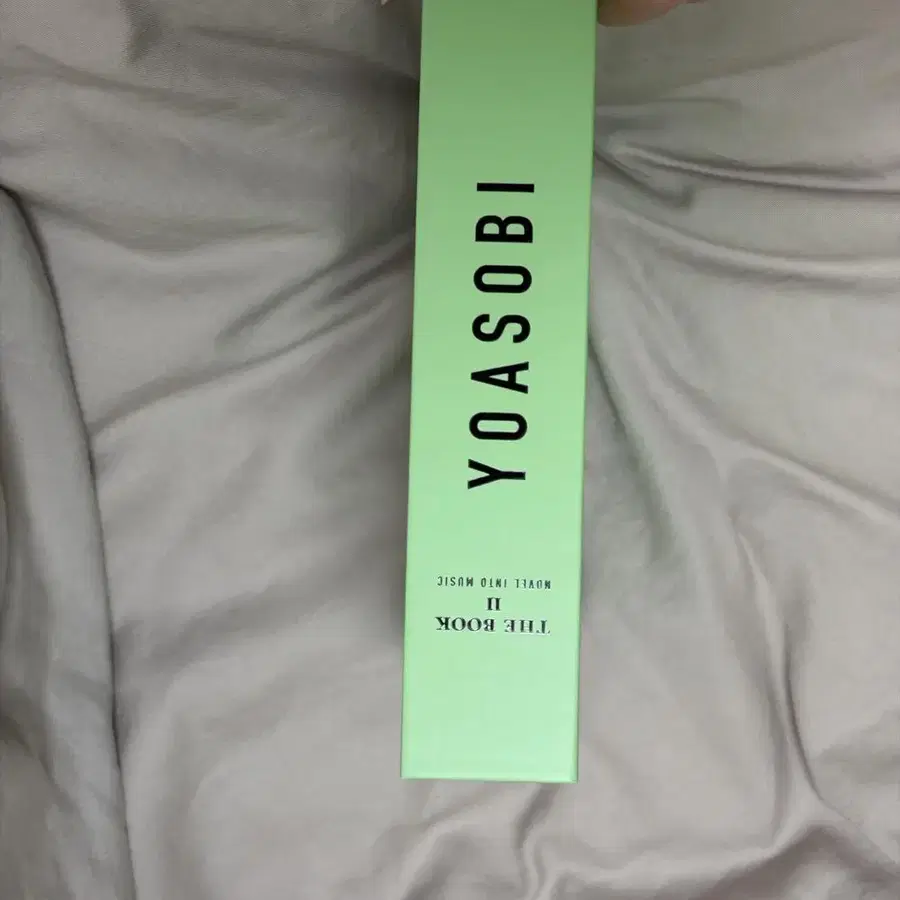 THE BOOK
II
NOVEL INTO MUSIC
YOASOBI